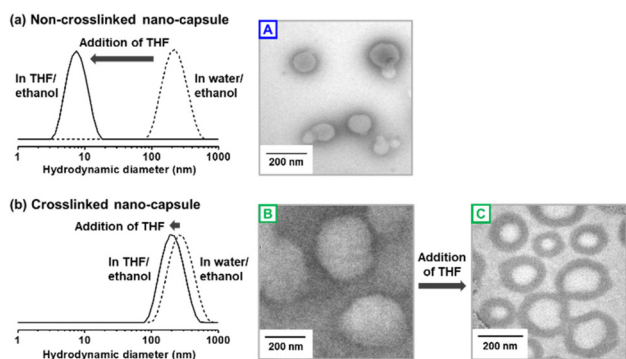 (a) Non-crosslinked nano-capsule
Addition of THF
In THF/
ethanol
In water/
ethanol
1 10 100 1000
Hydrodynamic diameter (nm)
A
200 nm
(b) Crosslinked nano-capsule
Addition of THF
In THF/
ethanol
In water/
ethanol
1 10 100 1000
Hydrodynamic diameter (nm)
B
200 nm
Addition
of THF
C
200 nm